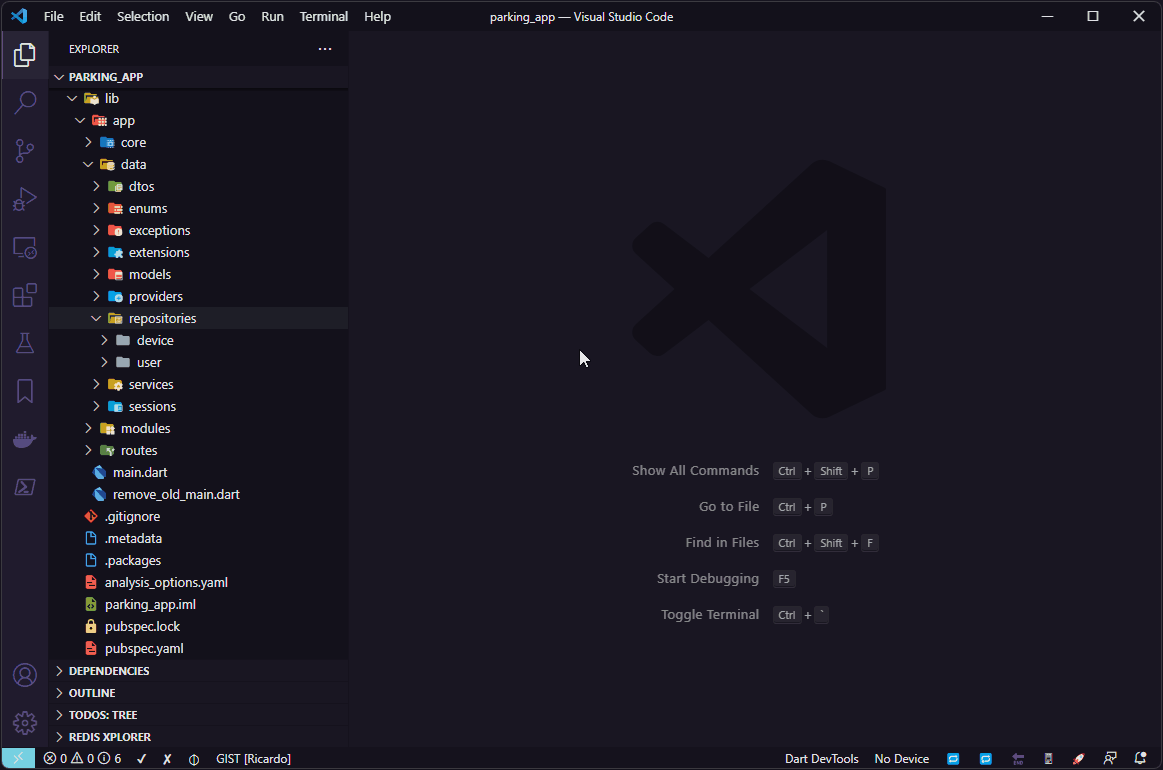 File Edit Selection View Go Run Terminal Help parking_app — Visual Studio Code
EXPLORER
PARKING_APP
lib
app
core
data
dtos
enums
exceptions
extensions
models
providers
repositories
device
user
services
sessions
modules
routes
main.dart
remove_old_main.dart
.gitignore
.metadata
.packages
analysis_options.yaml
parking_app.iml
pubspec.lock
pubspec.yaml
DEPENDENCIES
OUTLINE
TODOS: TREE
REDIS XPLORER
Show All Commands Ctrl + Shift + P
Go to File Ctrl + P
Find in Files Ctrl + Shift + F
Start Debugging F5
Toggle Terminal Ctrl + `
0 0 6 GIST [Ricardo] Dart DevTools No Device